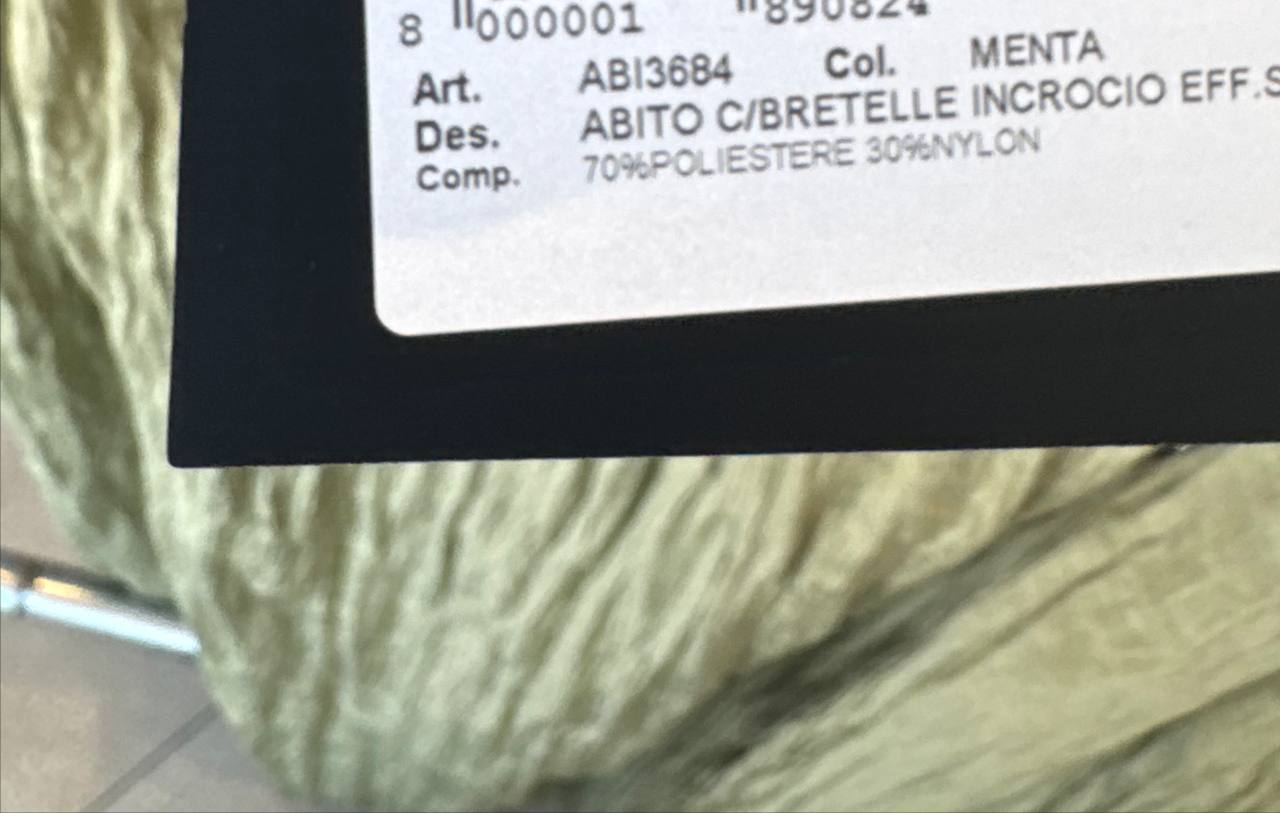 8 000001 890824
Art. ABI3684 Col. MENTA
Des. ABITO C/BRETELLE INCROCIO EFF.S
Comp. 70%POLIESTERE 30%NYLON